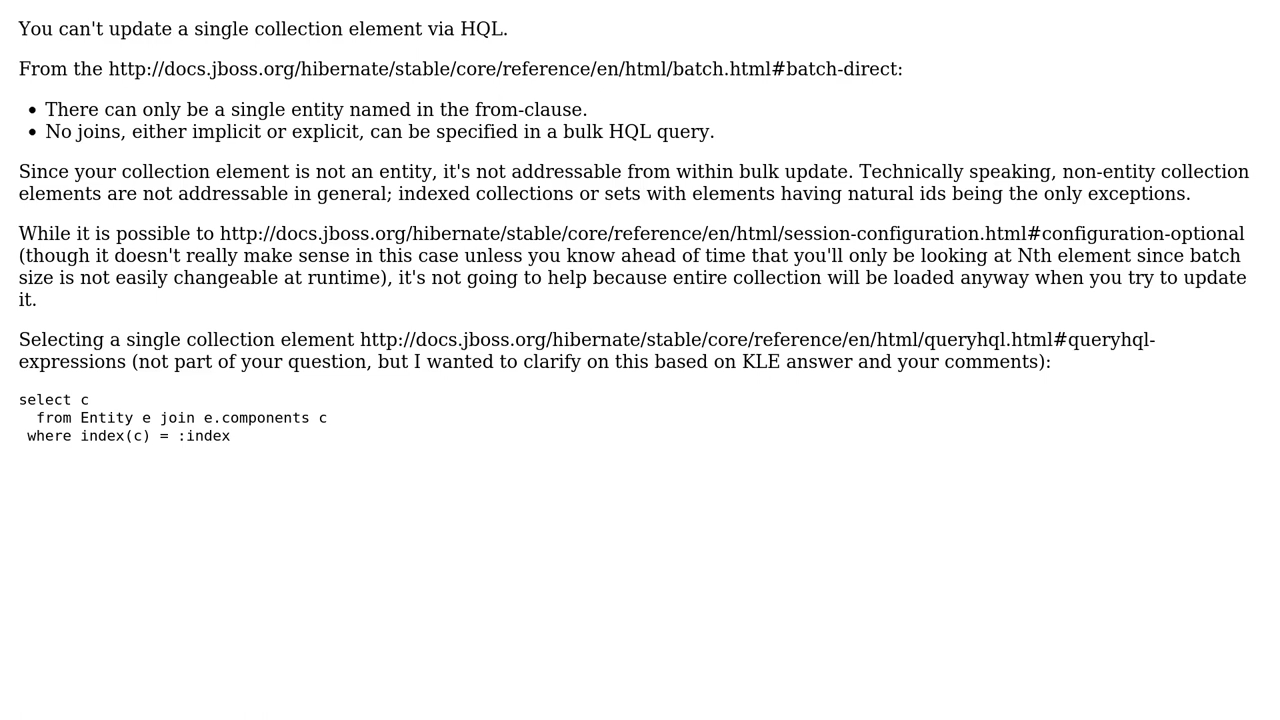 You can't update a single collection element via HQL.
From the http://docs.jboss.org/hibernate/stable/core/reference/en/html/batch.html#batch-direct:
• There can only be a single entity named in the from-clause.
• No joins, either implicit or explicit, can be specified in a bulk HQL query.
Since your collection element is not an entity, it's not addressable from within bulk update. Technically speaking, non-entity collection
elements are not addressable in general; indexed collections or sets with elements having natural ids being the only exceptions.
While it is possible to http://docs.jboss.org/hibernate/stable/core/reference/en/html/session-configuration.html#configuration-optional
(though it doesn't really make sense in this case unless you know ahead of time that you'll only be looking at Nth element since batch
size is not easily changeable at runtime), it's not going to help because entire collection will be loaded anyway when you try to update
it.
Selecting a single collection element http://docs.jboss.org/hibernate/stable/core/reference/en/html/queryhql.html#queryhql-
expressions (not part of your question, but I wanted to clarify on this based on KLE answer and your comments):
select c
  from Entity e join e.components c
 where index(c) = :index